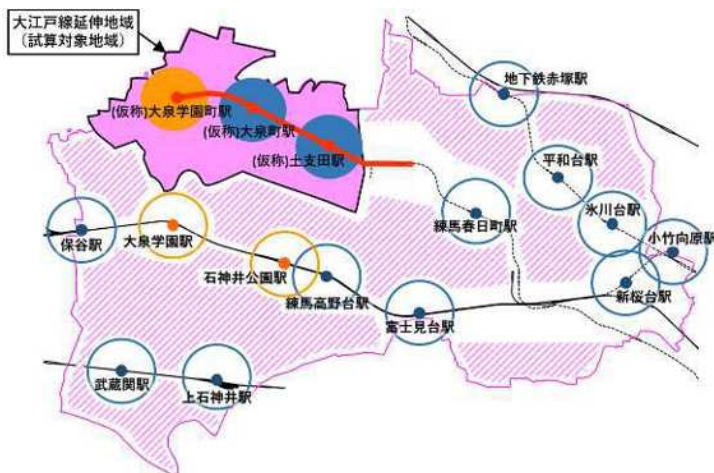 大江戸線延伸地域
（試算対象地域）
地下鉄赤塚駅
(仮称)大泉学園町駅
(仮称)大泉町駅
(仮称)土支田駅
平和台駅
氷川台駅
小竹向原駅
練馬春日町駅
保谷駅
大泉学園駅
石神井公園駅
練馬高野台駅
新桜台駅
富士見台駅
武蔵関駅
上石神井駅